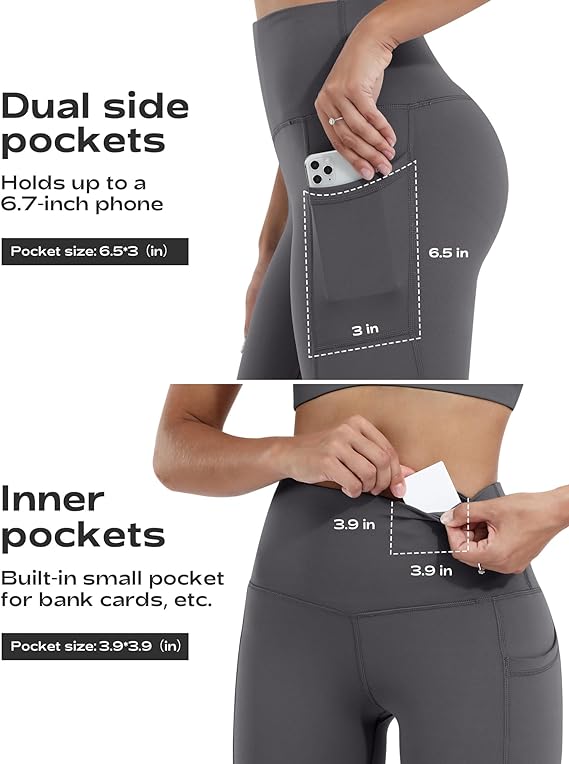 Dual side
pockets
Holds up to a
6.7-inch phone
Pocket size: 6.5*3（in）
6.5 in
3 in
Inner
pockets
Built-in small pocket
for bank cards, etc.
Pocket size: 3.9*3.9（in）
3.9 in
3.9 in